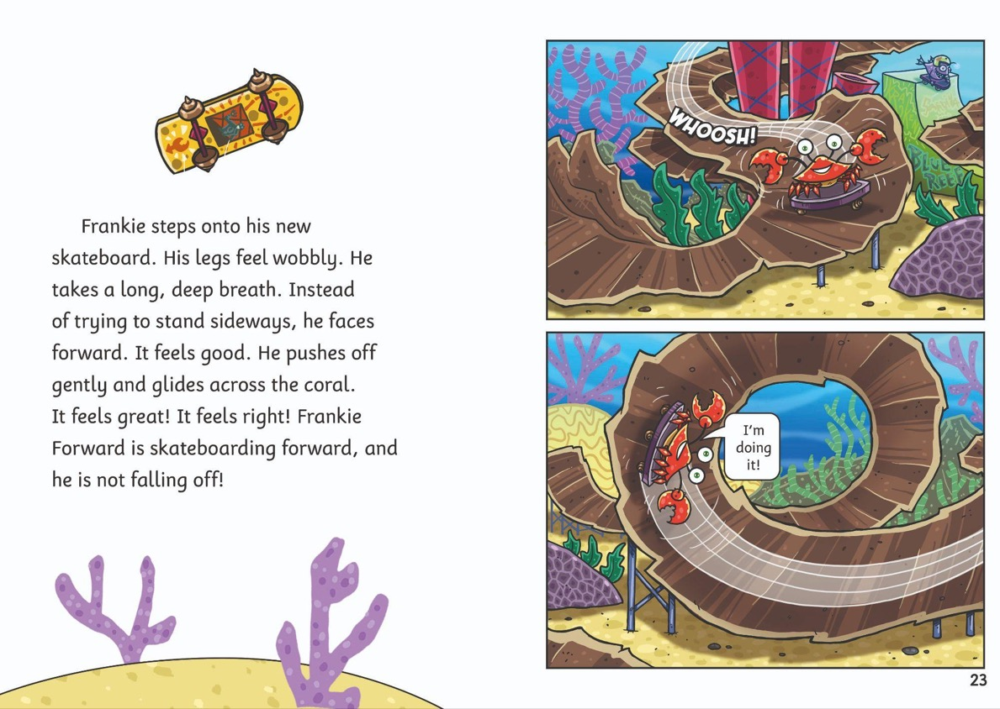 Frankie steps onto his new
skateboard. His legs feel wobbly. He
takes a long, deep breath. Instead
of trying to stand sideways, he faces
forward. It feels good. He pushes off
gently and glides across the coral.
It feels great! It feels right! Frankie
Forward is skateboarding forward, and
he is not falling off!
WHOOSH!
BLUE
REEF
I'm
doing
it!
23